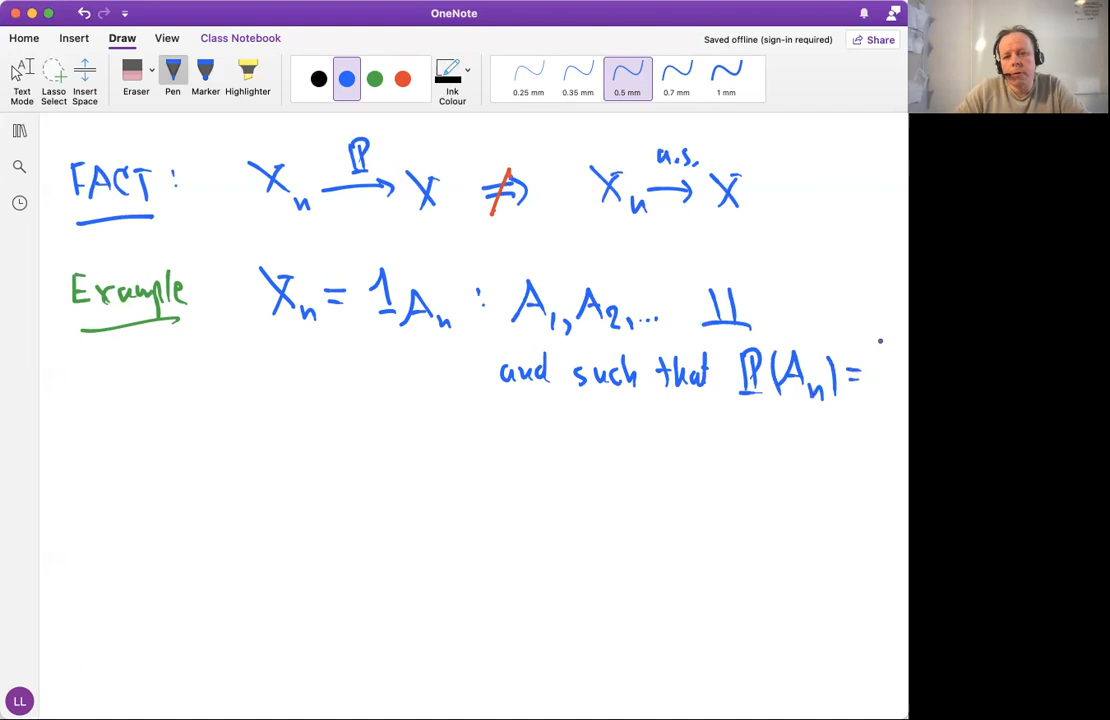 OneNote
Home Insert Draw View Class Notebook
Saved offline (sign-in required) Share
Text Mode Lasso Select Insert Space Eraser Pen Marker Highlighter Ink Colour 0.25 mm 0.35 mm 0.5 mm 0.7 mm 1 mm
FACT: Xₙ —ℙ→ X ⇏ Xₙ —a.s.→ X
Example Xₙ = 𝟙Aₙ : A₁, A₂, ... ⫫
and such that ℙ(Aₙ) =
LL